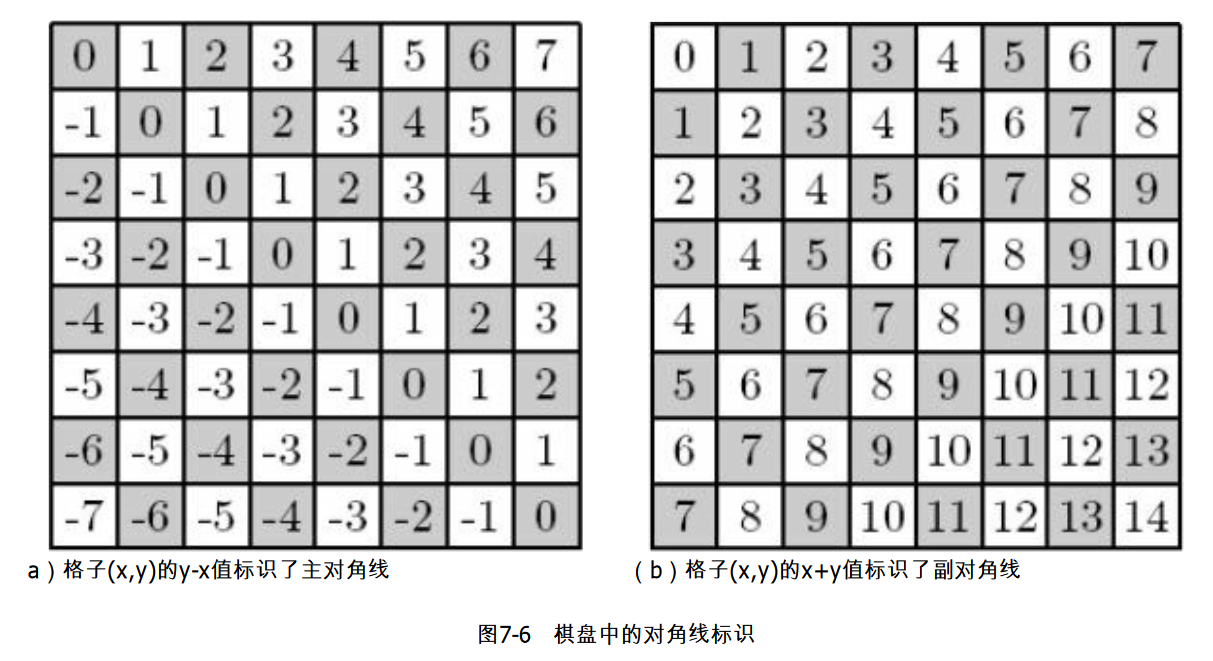 0 1 2 3 4 5 6 7
-1 0 1 2 3 4 5 6
-2 -1 0 1 2 3 4 5
-3 -2 -1 0 1 2 3 4
-4 -3 -2 -1 0 1 2 3
-5 -4 -3 -2 -1 0 1 2
-6 -5 -4 -3 -2 -1 0 1
-7 -6 -5 -4 -3 -2 -1 0
a）格子(x,y)的y-x值标识了主对角线
0 1 2 3 4 5 6 7
1 2 3 4 5 6 7 8
2 3 4 5 6 7 8 9
3 4 5 6 7 8 9 10
4 5 6 7 8 9 10 11
5 6 7 8 9 10 11 12
6 7 8 9 10 11 12 13
7 8 9 10 11 12 13 14
（b）格子(x,y)的x+y值标识了副对角线
图7-6　棋盘中的对角线标识